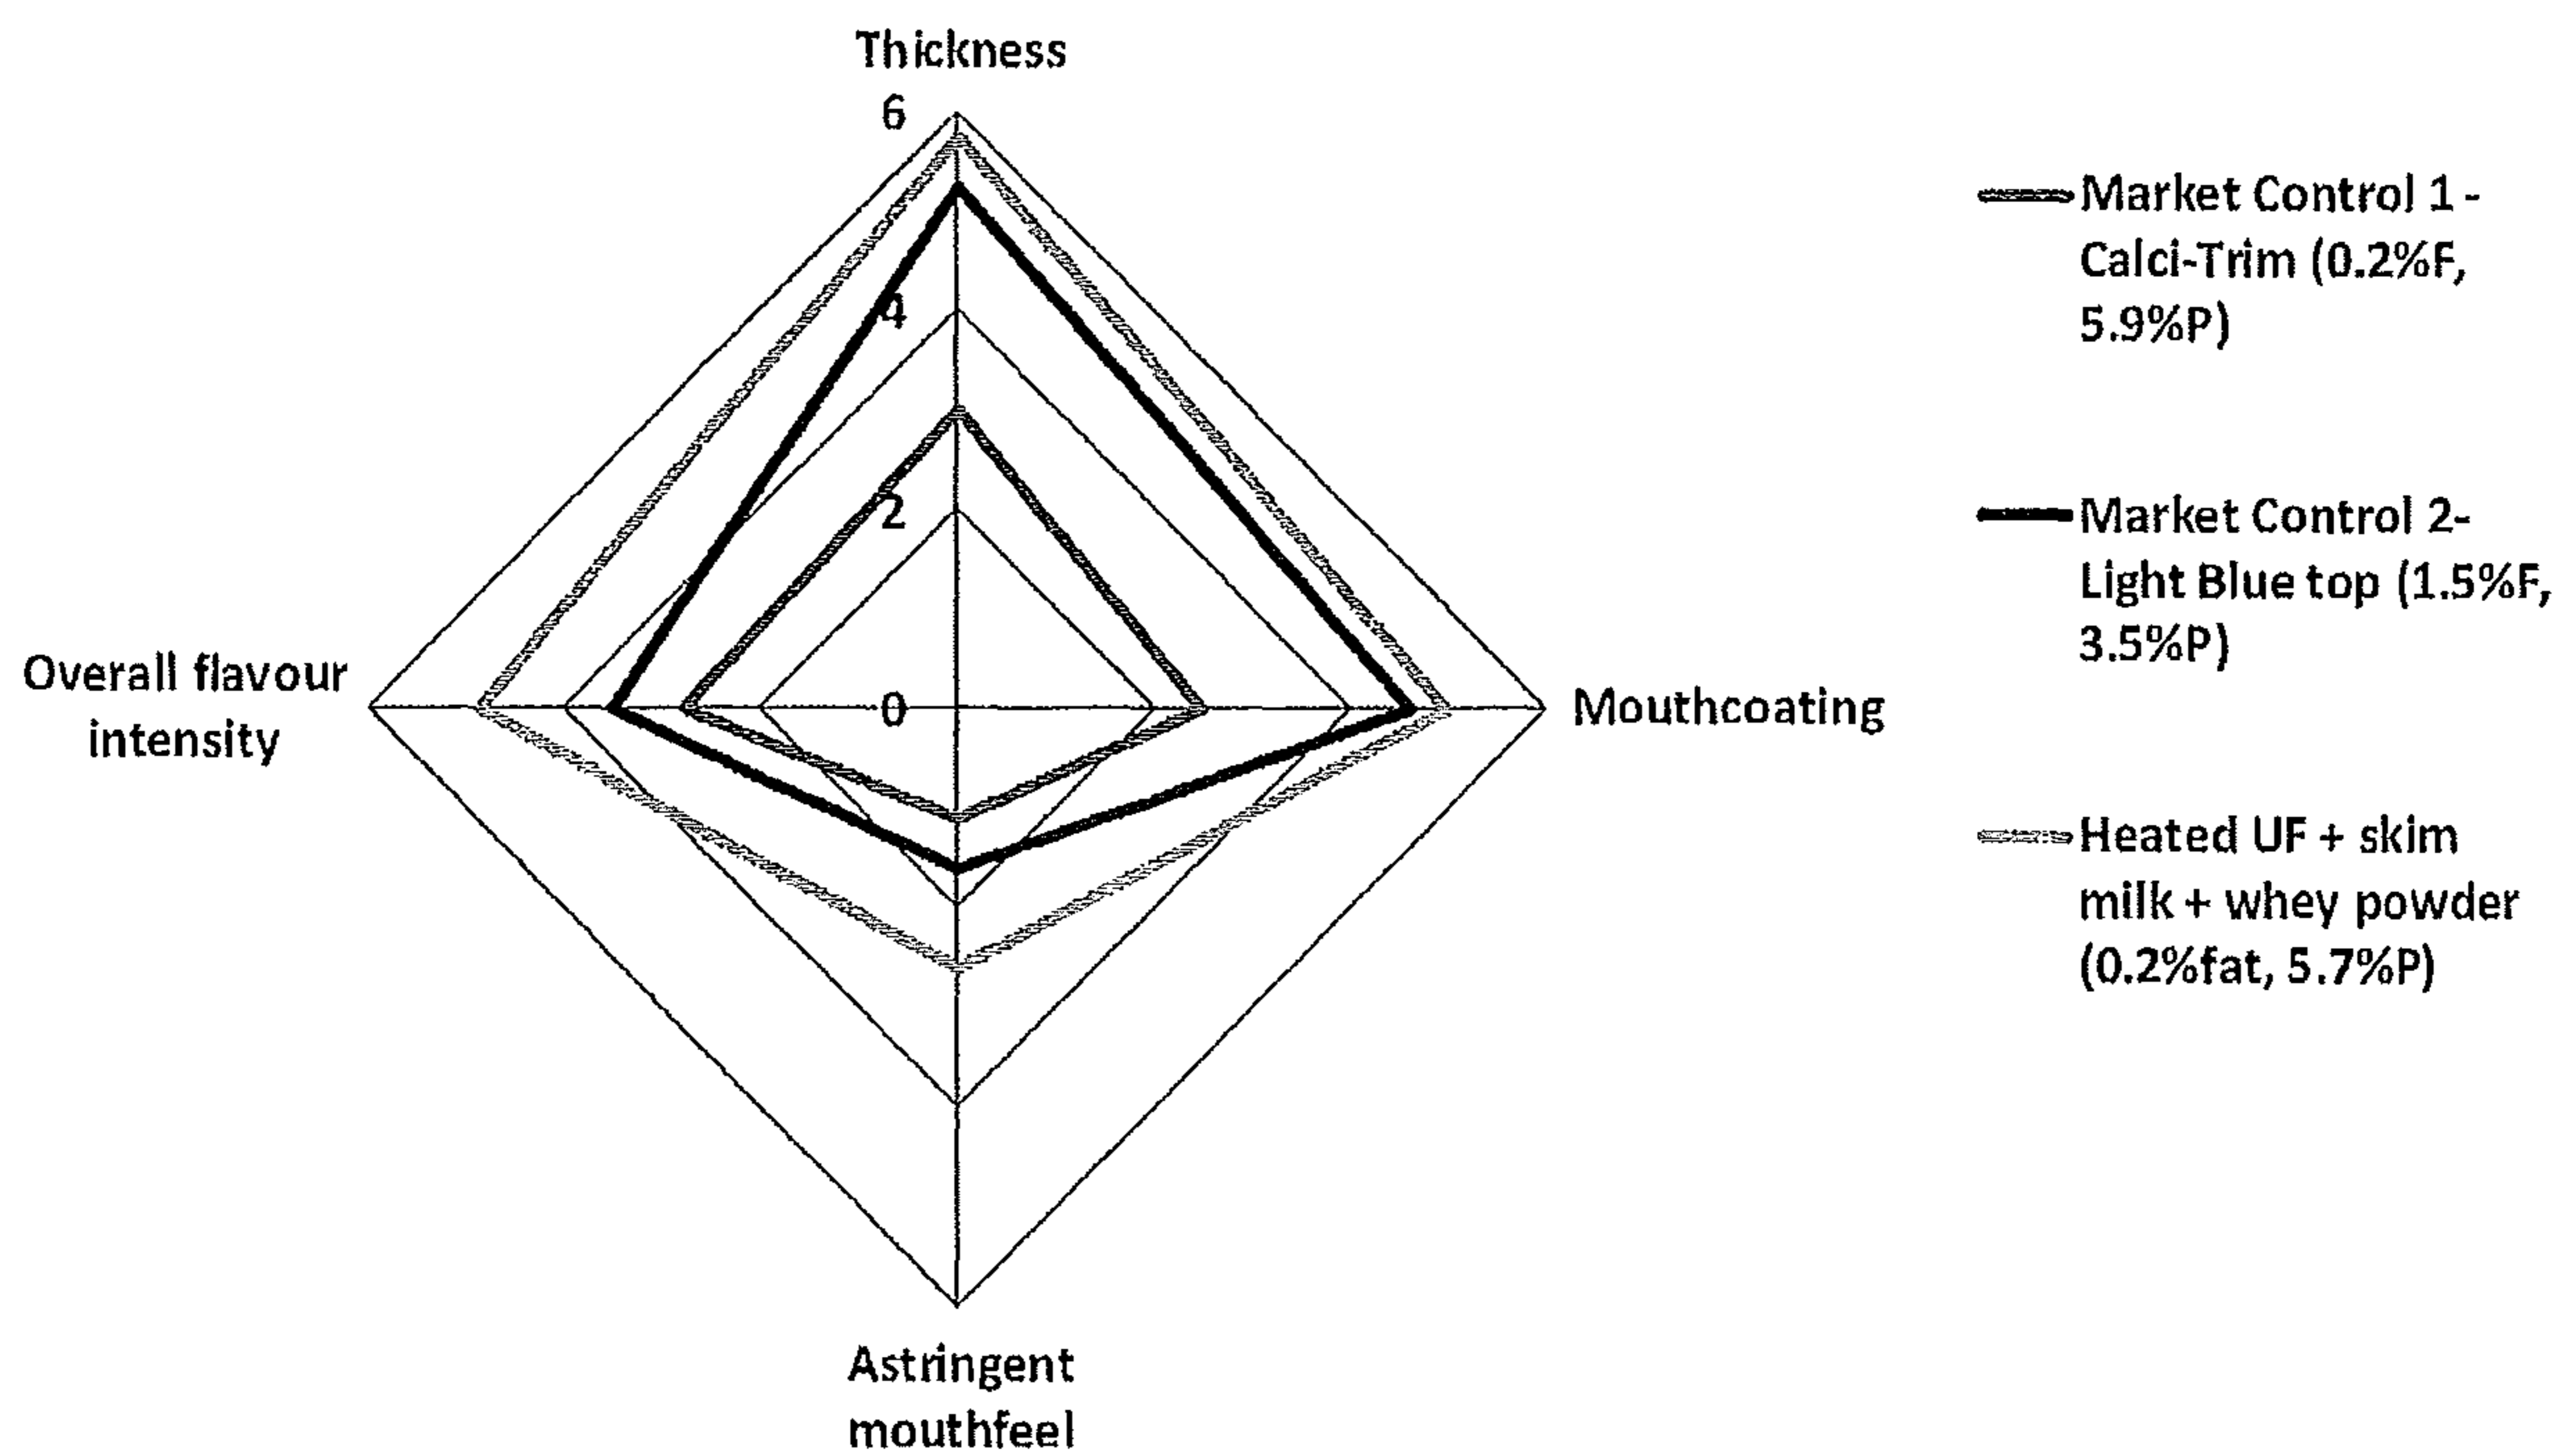 Thickness
6
4
2
0
Overall flavour
intensity
Mouthcoating
Astringent
mouthfeel
Market Control 1 -
Calci-Trim (0.2%F,
5.9%P)
Market Control 2-
Light Blue top (1.5%F,
3.5%P)
Heated UF + skim
milk + whey powder
(0.2%fat, 5.7%P)